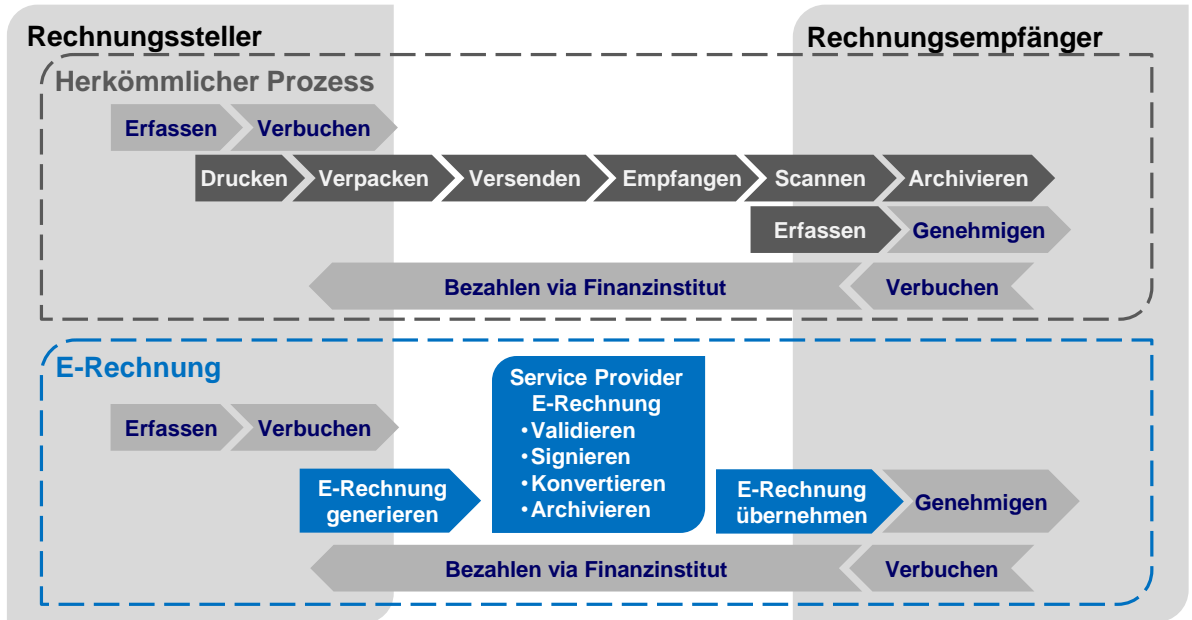 Rechnungssteller
Rechnungsempfänger
Herkömmlicher Prozess
Erfassen Verbuchen
Drucken Verpacken Versenden Empfangen Scannen Archivieren
Erfassen Genehmigen
Bezahlen via Finanzinstitut Verbuchen
E-Rechnung
Erfassen Verbuchen
Service Provider
E-Rechnung
•Validieren
•Signieren
•Konvertieren
•Archivieren
E-Rechnung
generieren
E-Rechnung
übernehmen
Genehmigen
Bezahlen via Finanzinstitut Verbuchen